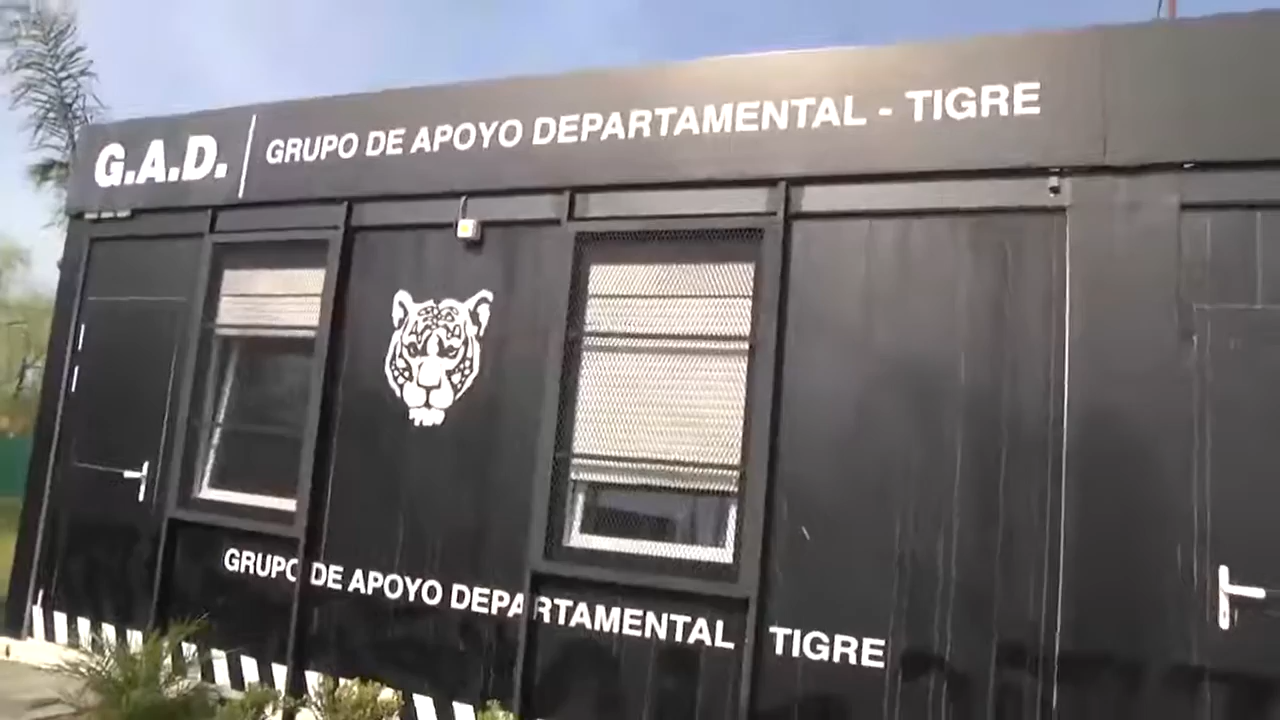 G.A.D. | GRUPO DE APOYO DEPARTAMENTAL - TIGRE
GRUPO DE APOYO DEPARTAMENTAL TIGRE